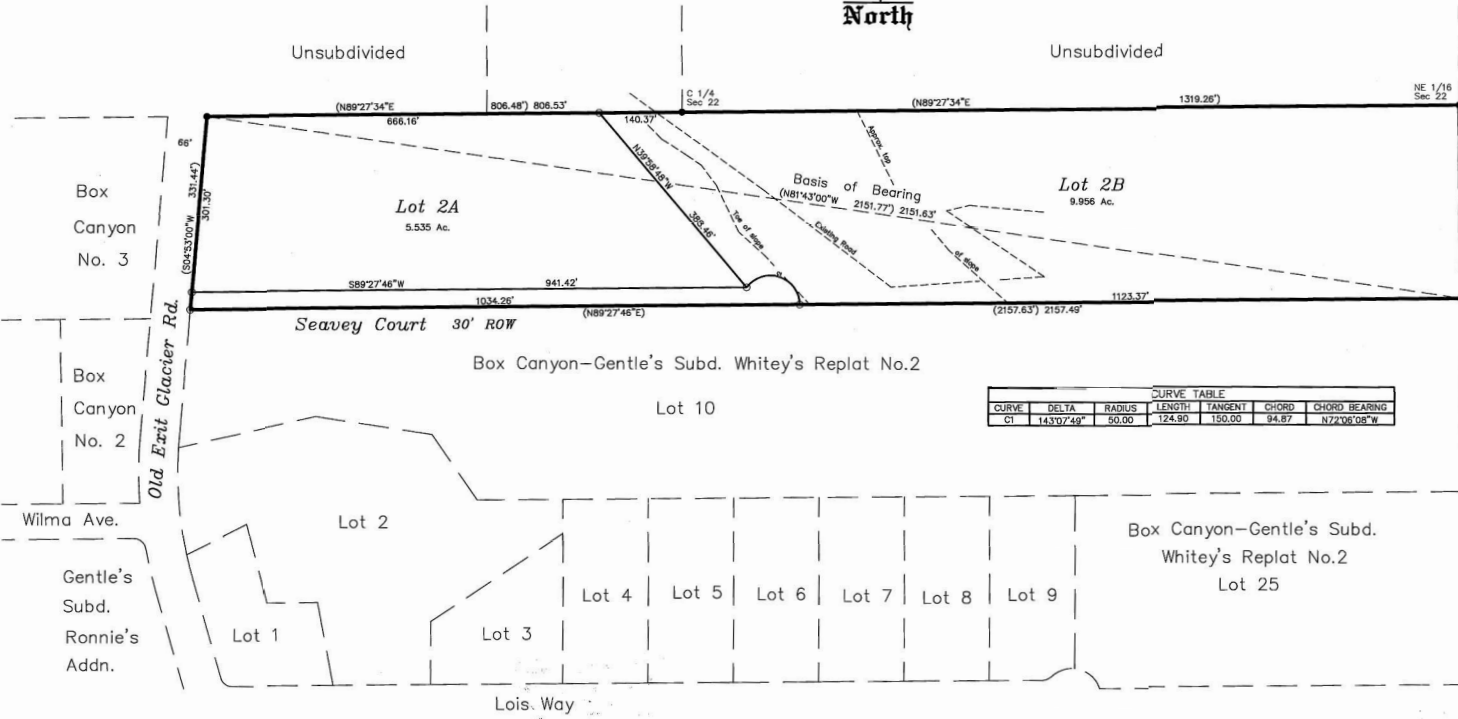 North
Unsubdivided
Unsubdivided
(N89°27'34"E 806.48') 806.53'
666.16'
140.37'
C 1/4
Sec 22
(N89°27'34"E 1319.26')
NE 1/16
Sec 22
66'
(S04°53'00"W 331.44')
301.30'
Box
Canyon
No. 3
Lot 2A
5.535 Ac.
N39°58'48"W
388.46'
Toe of slope
Existing Road
Approx. top
of slope
Basis of Bearing
(N81°43'00"W 2151.77') 2151.63'
Lot 2B
9.956 Ac.
S89°27'46"W 941.42'
1034.26'
(N89°27'46"E)
1123.37'
(2157.63') 2157.49'
Seavey Court 30' ROW
Old Exit Glacier Rd.
Box Canyon-Gentle's Subd. Whitey's Replat No.2
Lot 10
Box
Canyon
No. 2
CURVE TABLE
CURVE DELTA RADIUS LENGTH TANGENT CHORD CHORD BEARING
C1 143°07'49" 50.00 124.90 150.00 94.87 N72°06'08"W
Wilma Ave.
Lot 2
Gentle's
Subd.
Ronnie's
Addn.
Lot 1
Lot 3
Lot 4
Lot 5
Lot 6
Lot 7
Lot 8
Lot 9
Box Canyon-Gentle's Subd.
Whitey's Replat No.2
Lot 25
Lois Way